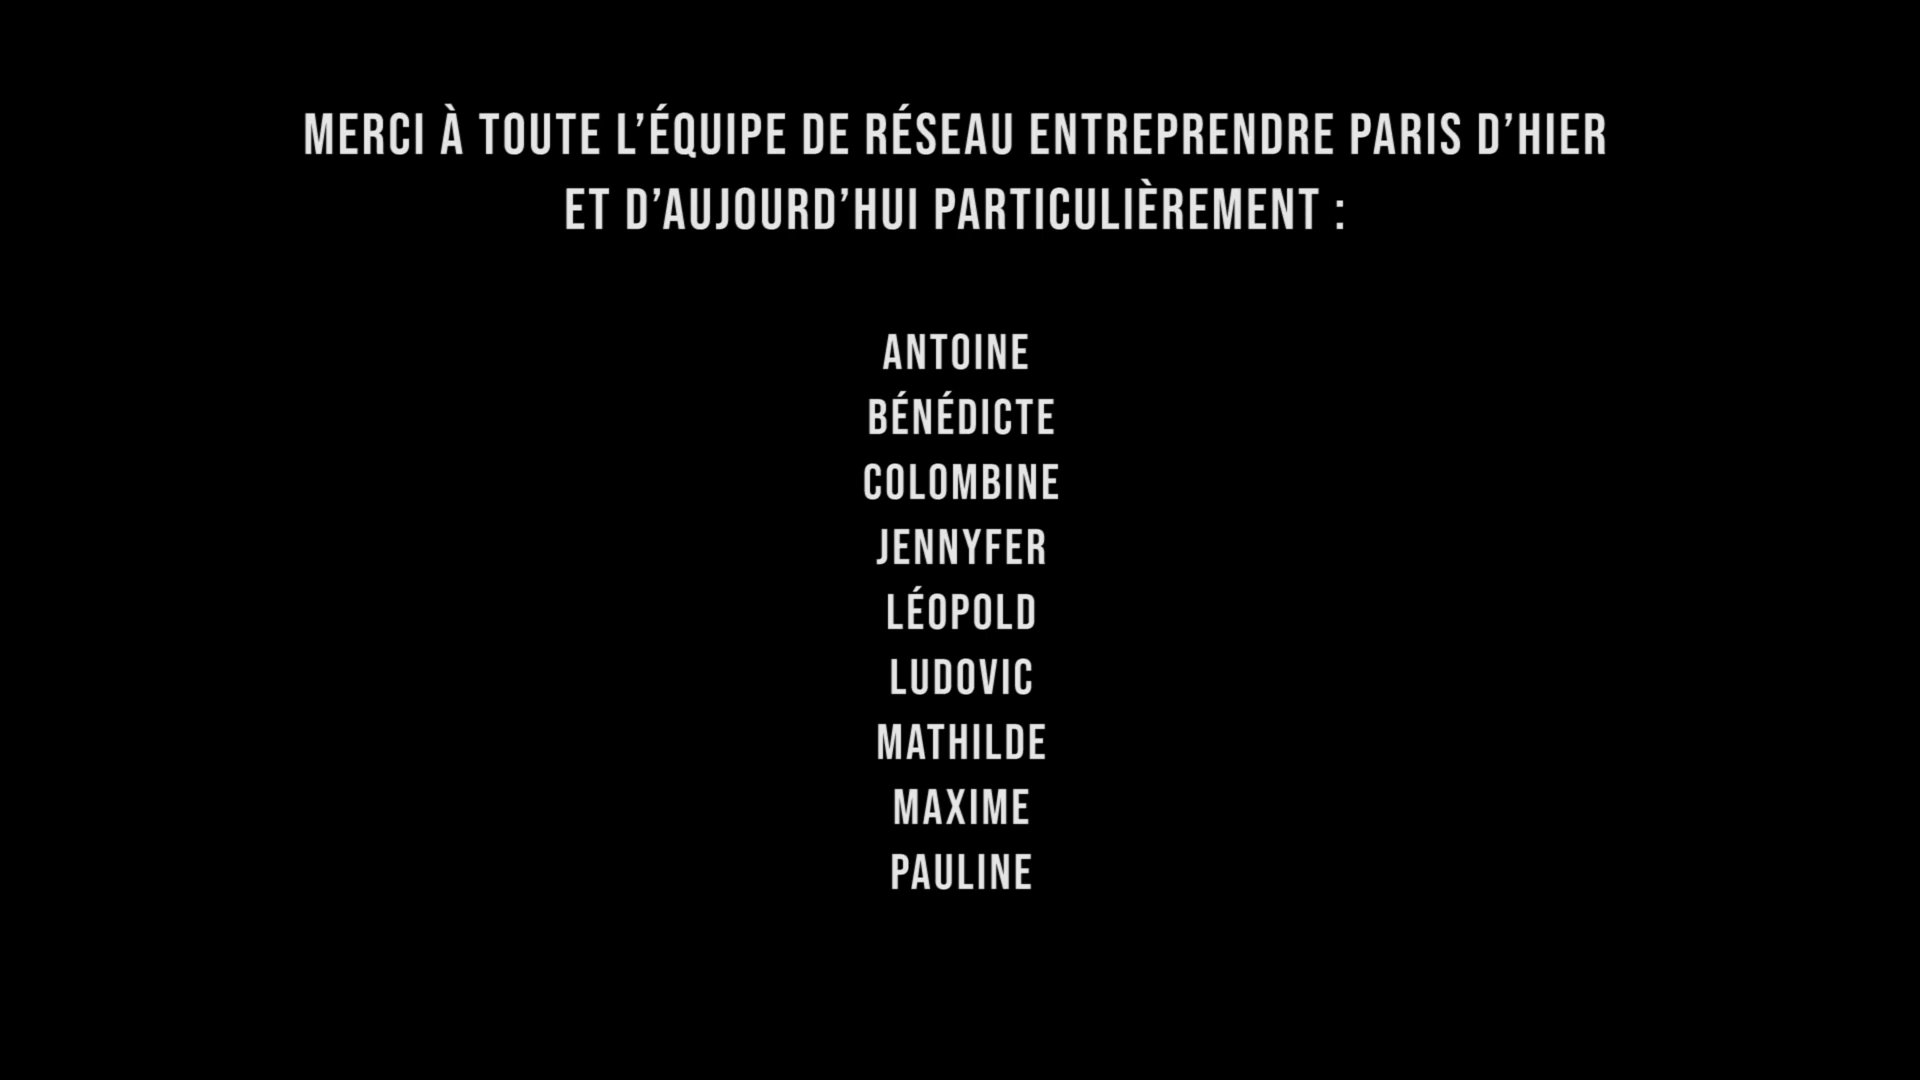 MERCI À TOUTE L’ÉQUIPE DE RÉSEAU ENTREPRENDRE PARIS D’HIER
ET D’AUJOURD’HUI PARTICULIÈREMENT :
ANTOINE
BÉNÉDICTE
COLOMBINE
JENNYFER
LÉOPOLD
LUDOVIC
MATHILDE
MAXIME
PAULINE